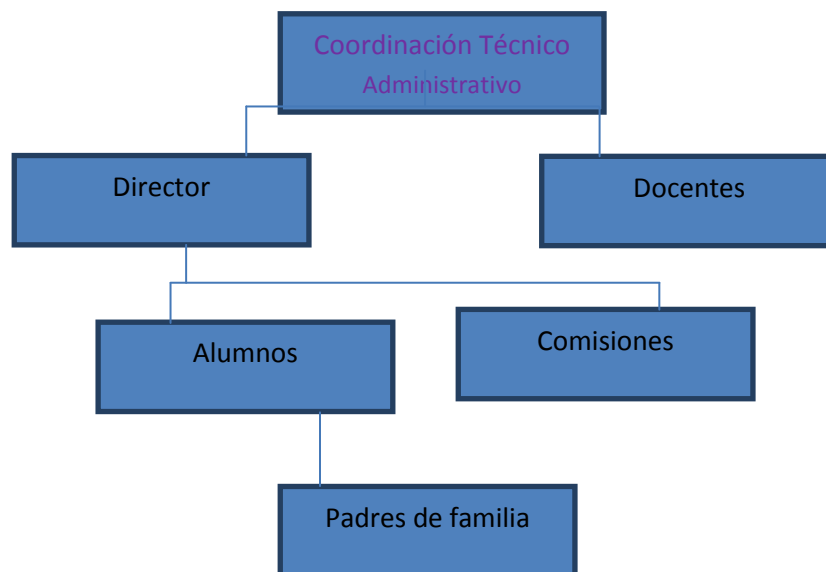 Coordinación Técnico
Administrativo
Director
Docentes
Alumnos
Comisiones
Padres de familia